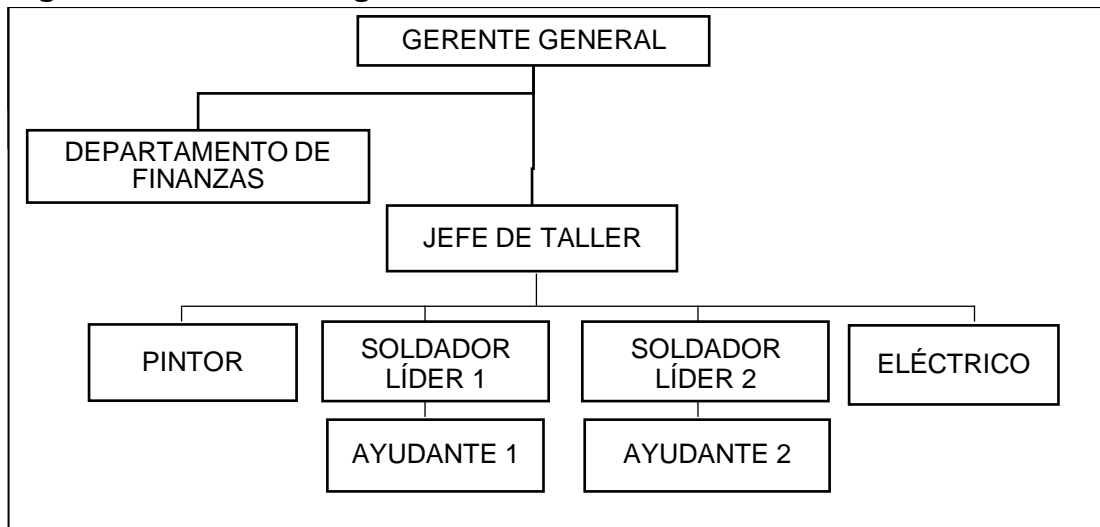 GERENTE GENERAL
DEPARTAMENTO DE
FINANZAS
JEFE DE TALLER
PINTOR
SOLDADOR
LÍDER 1
SOLDADOR
LÍDER 2
ELÉCTRICO
AYUDANTE 1
AYUDANTE 2